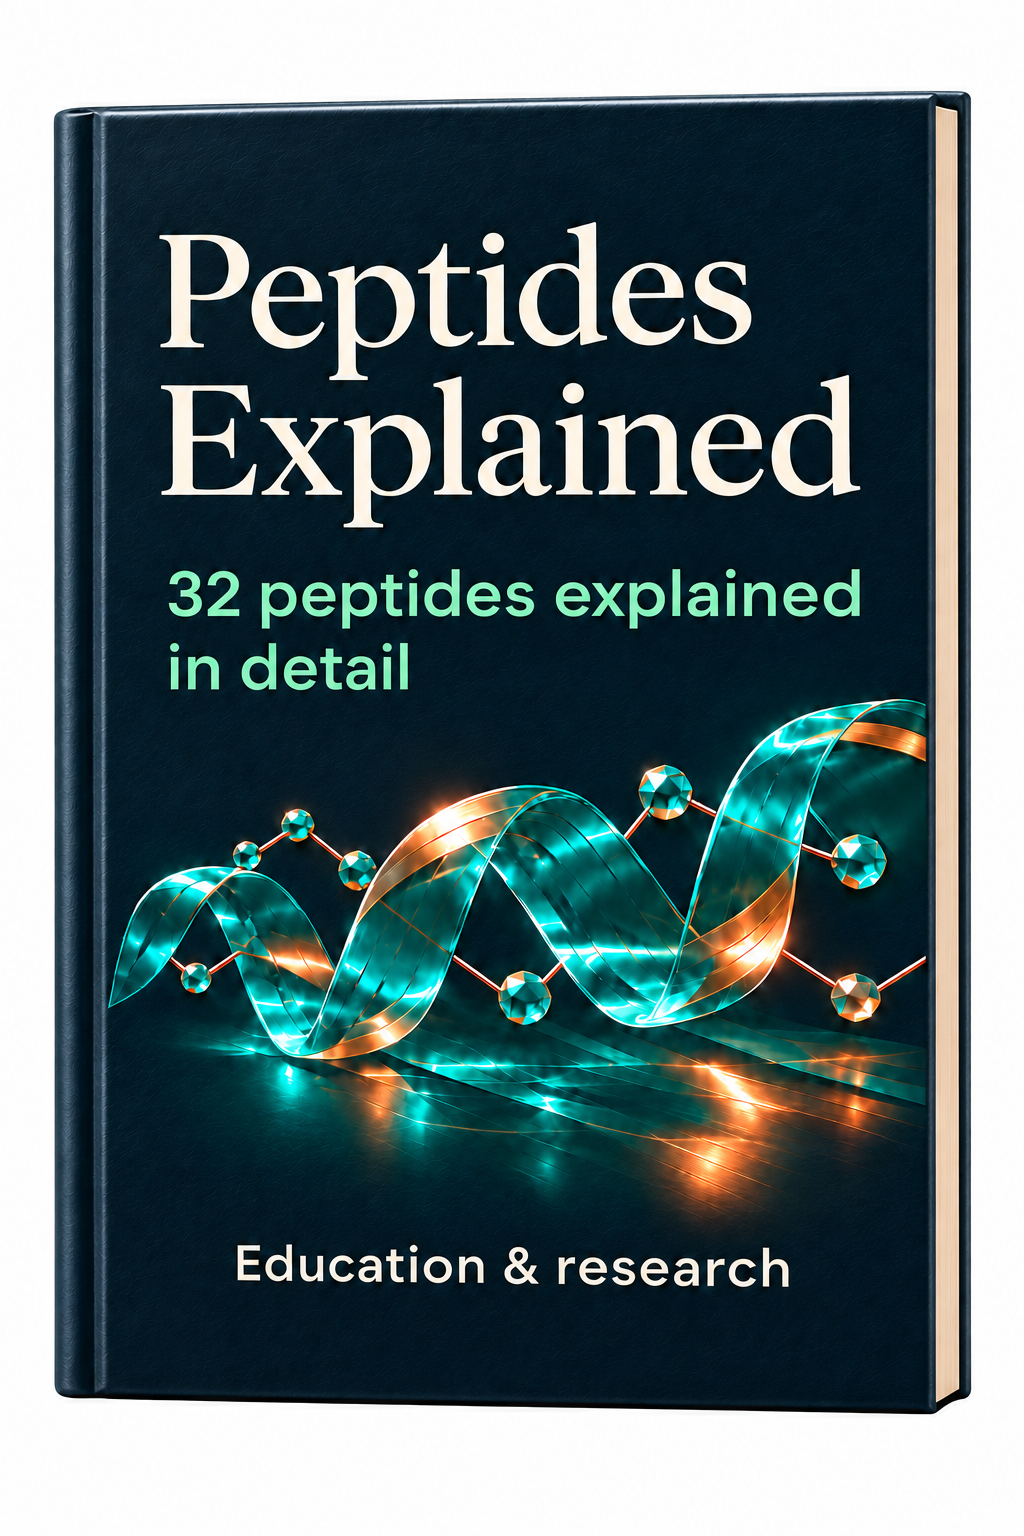 Peptides
Explained
32 peptides explained
in detail
Education & research